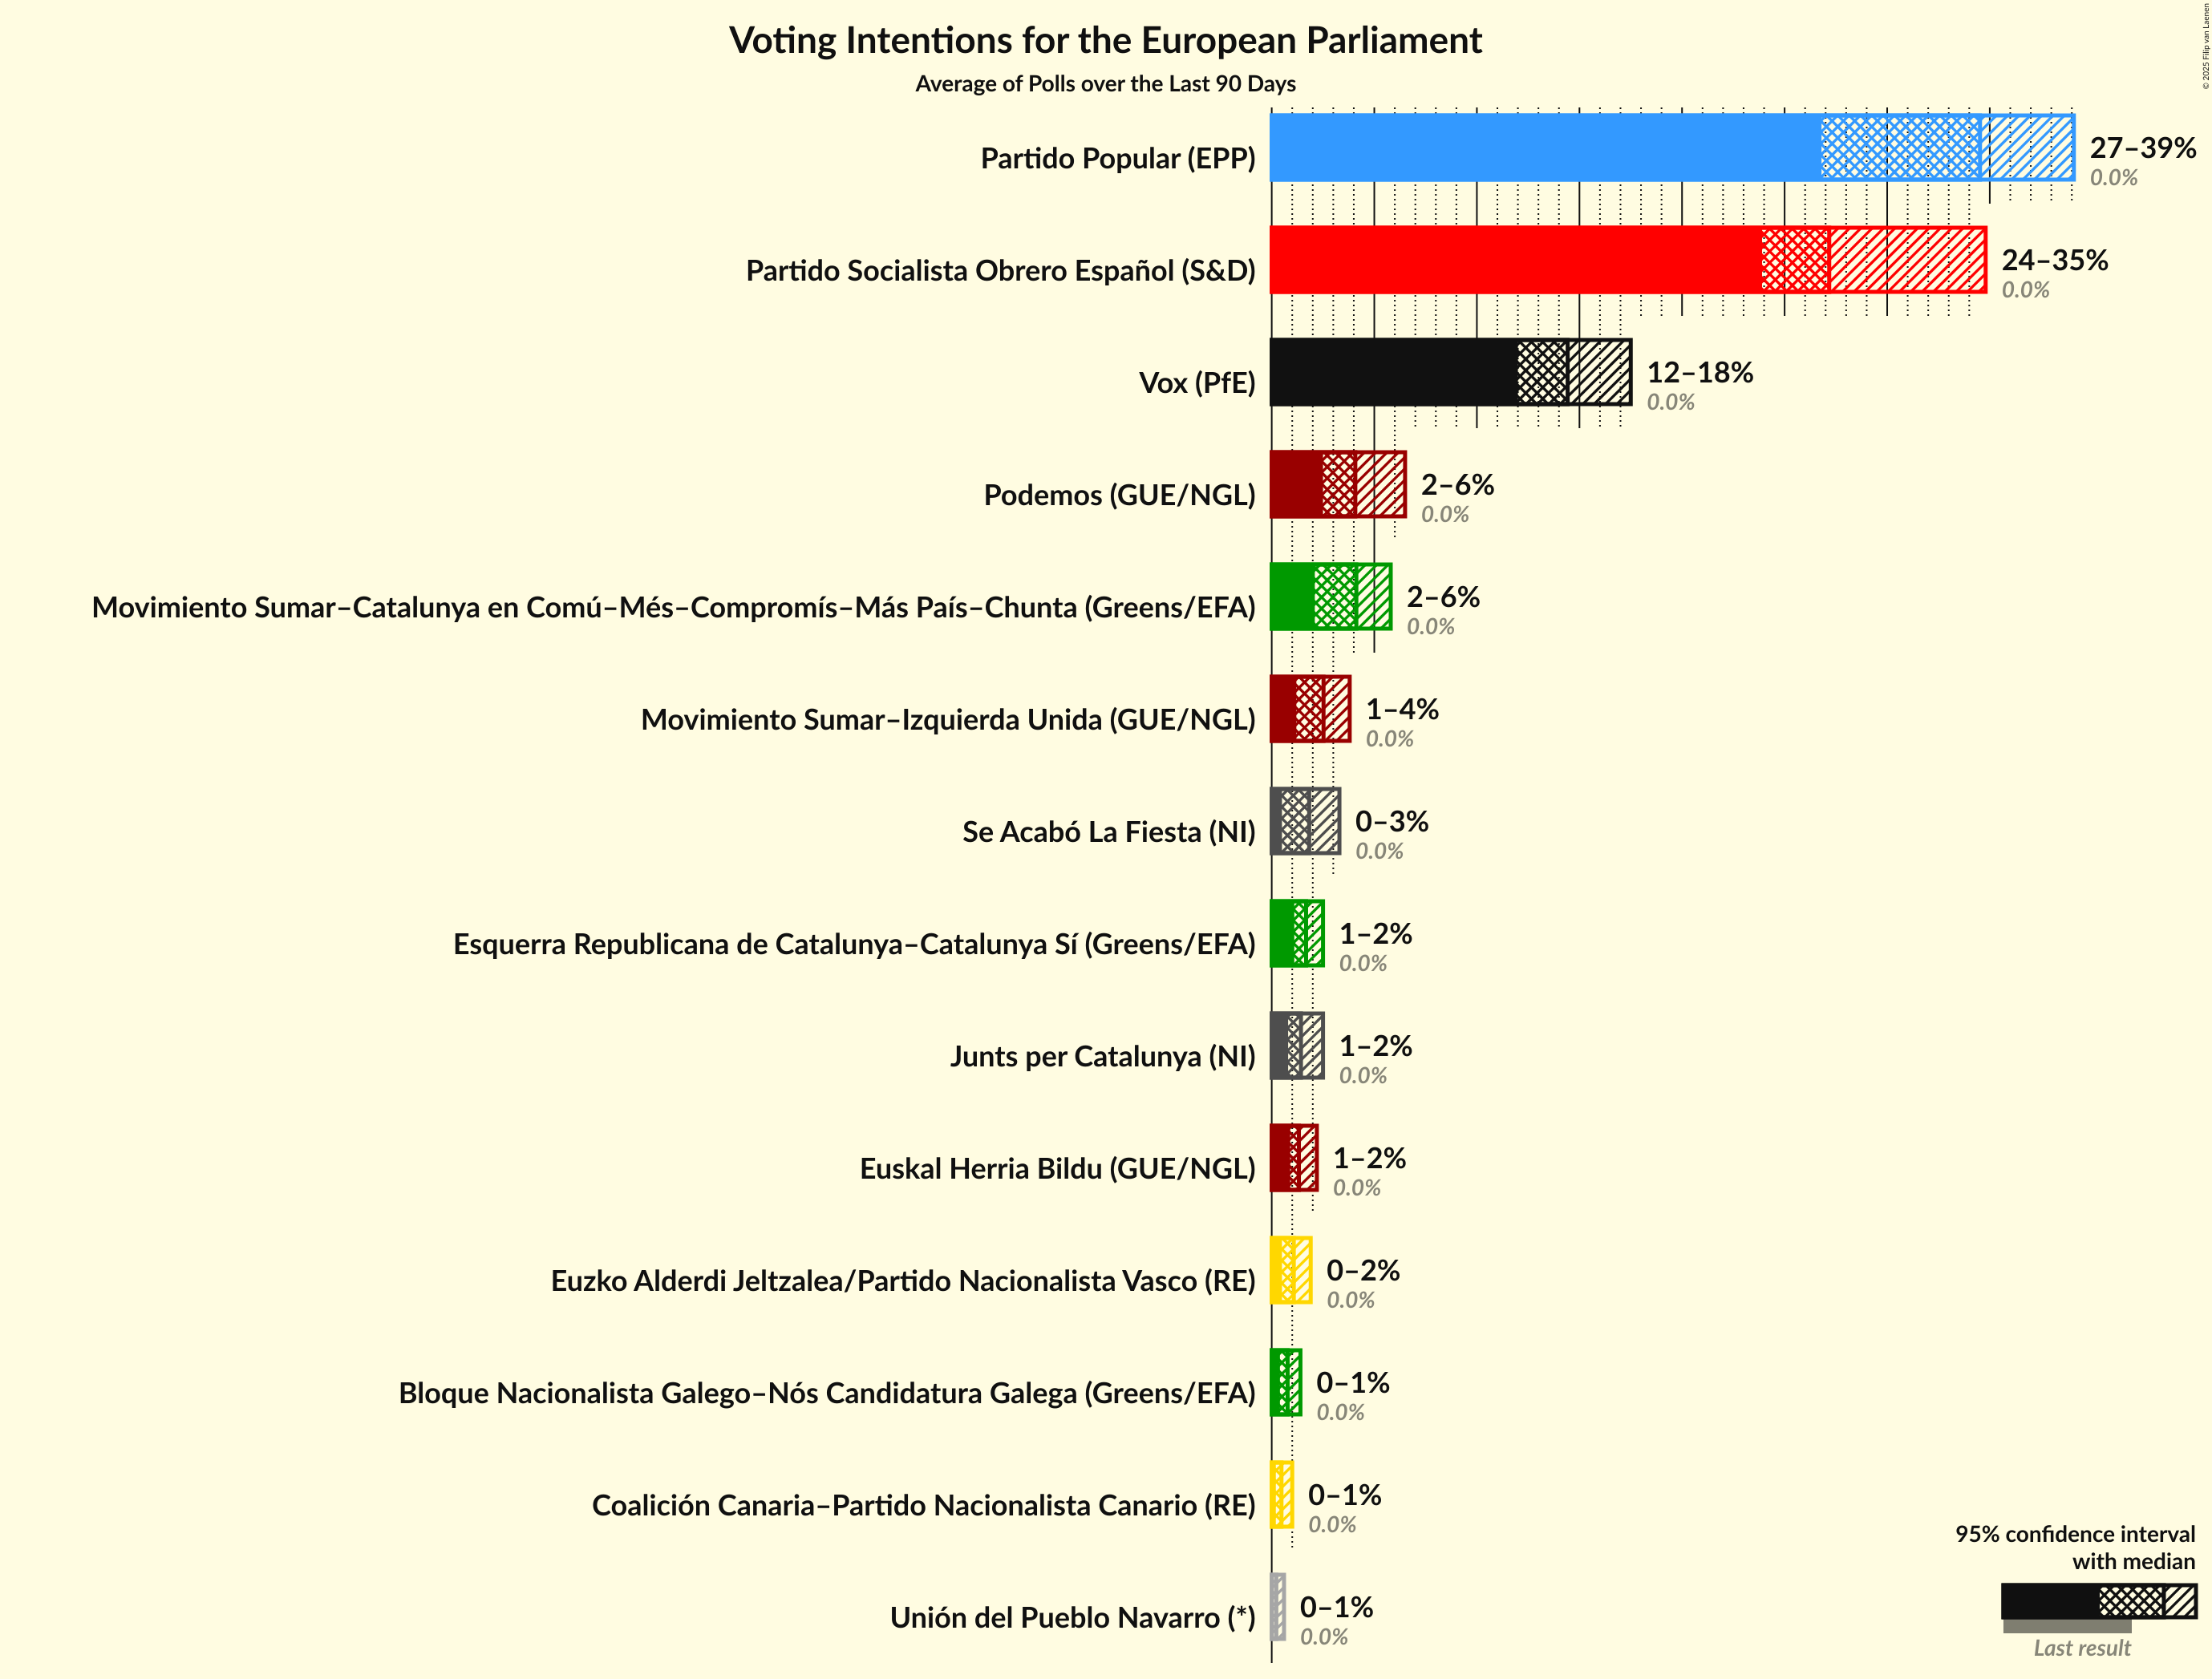 Voting Intentions for the European Parliament
Average of Polls over the Last 90 Days
© 2025 Filip van Laenen
Partido Popular (EPP)
27–39%
0.0%
Partido Socialista Obrero Español (S&D)
24–35%
0.0%
Vox (PfE)
12–18%
0.0%
Podemos (GUE/NGL)
2–6%
0.0%
Movimiento Sumar–Catalunya en Comú–Més–Compromís–Más País–Chunta (Greens/EFA)
2–6%
0.0%
Movimiento Sumar–Izquierda Unida (GUE/NGL)
1–4%
0.0%
Se Acabó La Fiesta (NI)
0–3%
0.0%
Esquerra Republicana de Catalunya–Catalunya Sí (Greens/EFA)
1–2%
0.0%
Junts per Catalunya (NI)
1–2%
0.0%
Euskal Herria Bildu (GUE/NGL)
1–2%
0.0%
Euzko Alderdi Jeltzalea/Partido Nacionalista Vasco (RE)
0–2%
0.0%
Bloque Nacionalista Galego–Nós Candidatura Galega (Greens/EFA)
0–1%
0.0%
Coalición Canaria–Partido Nacionalista Canario (RE)
0–1%
0.0%
Unión del Pueblo Navarro (*)
0–1%
0.0%
95% confidence interval
with median
Last result